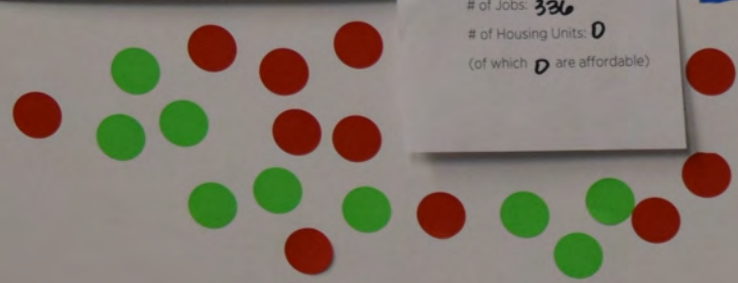 # of Jobs: 336
# of Housing Units: 0
(of which 0 are affordable)